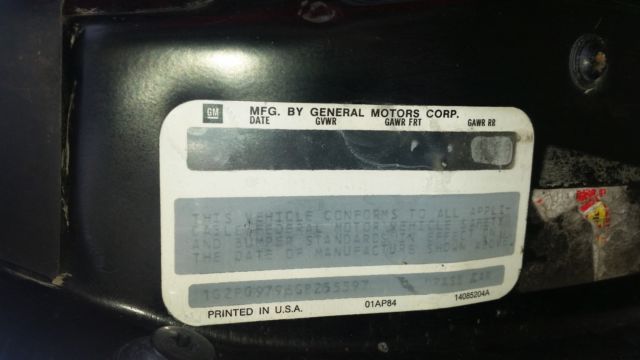 GM MFG. BY GENERAL MOTORS CORP.
DATE GVWR GAWR FRT GAWR RR
THIS VEHICLE CONFORMS TO ALL APPLI-
CABLE FEDERAL MOTOR VEHICLE SAFETY
AND BUMPER STANDARDS IN EFFECT ON
THE DATE OF MANUFACTURE SHOWN ABOVE.
PASS CAR
PRINTED IN U.S.A. 01AP84 14085204A